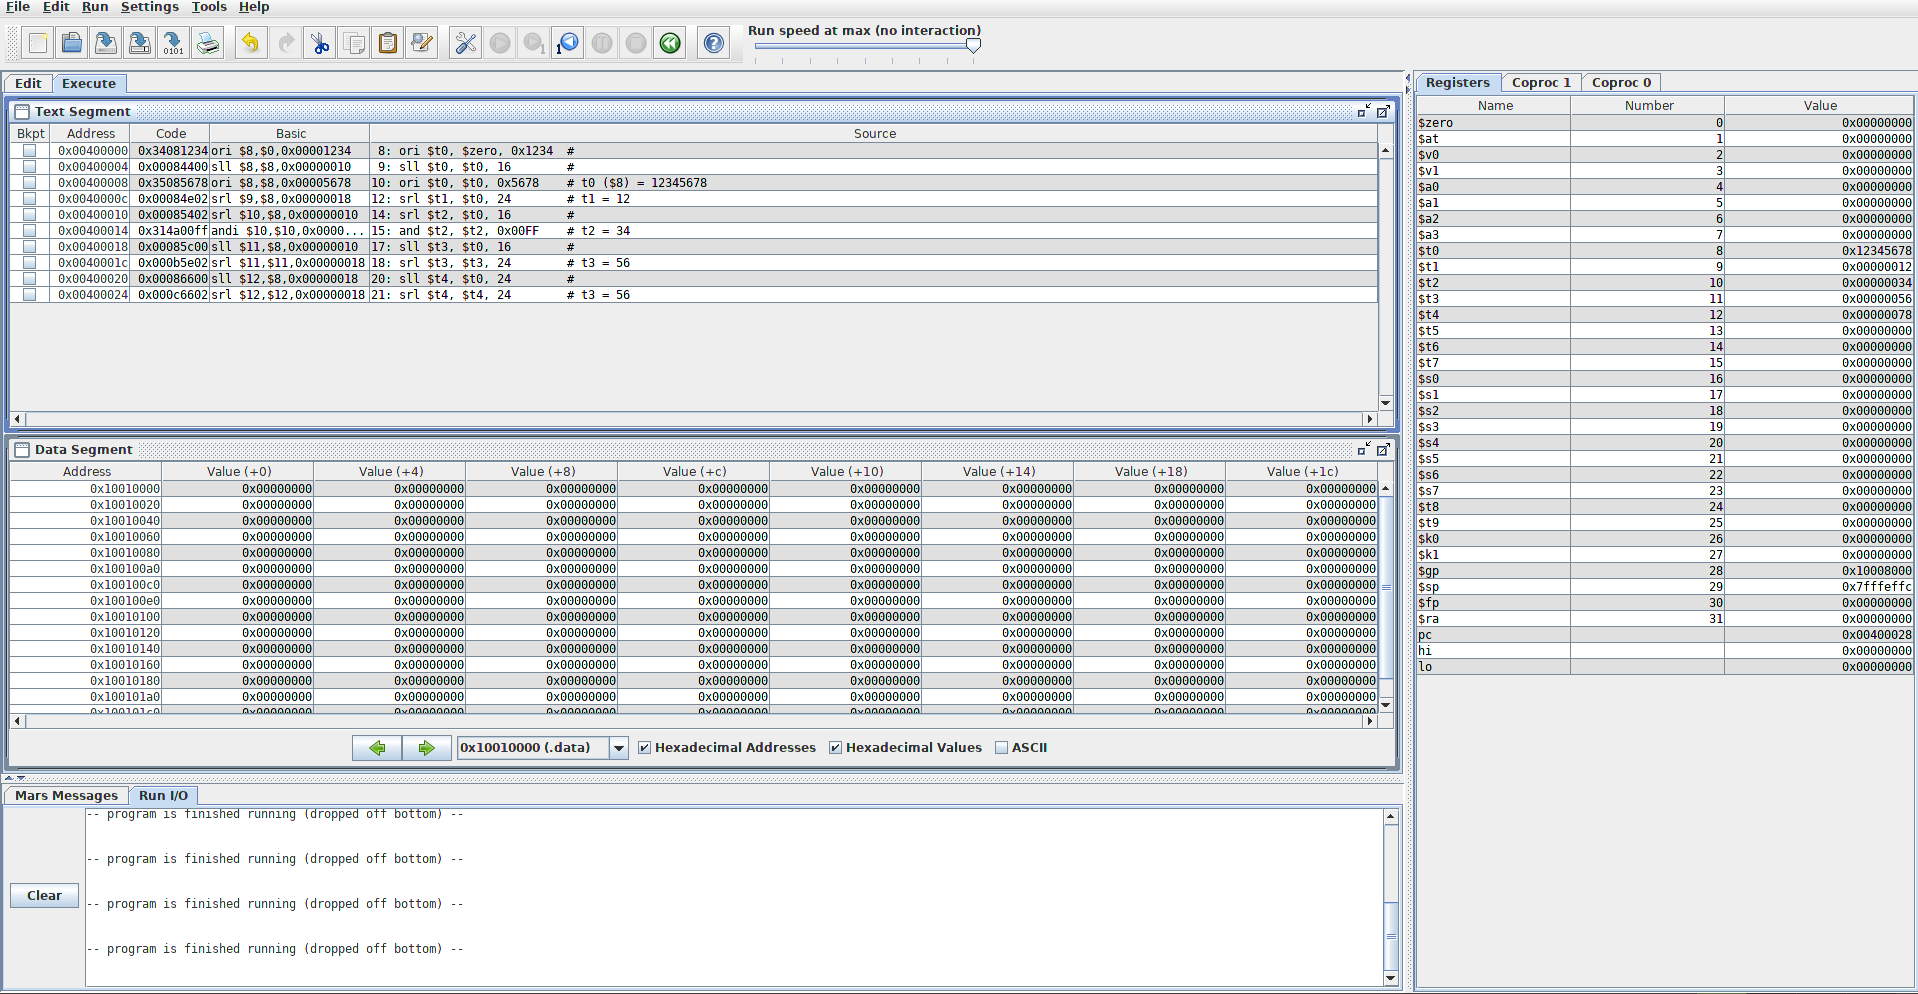 File Edit Run Settings Tools Help
Run speed at max (no interaction)
Edit Execute
Text Segment
Bkpt Address Code Basic Source
0x00400000 0x34081234 ori $8,$0,0x00001234 8: ori $t0, $zero, 0x1234 #
0x00400004 0x00084400 sll $8,$8,0x00000010 9: sll $t0, $t0, 16 #
0x00400008 0x35085678 ori $8,$8,0x00005678 10: ori $t0, $t0, 0x5678 # t0 ($8) = 12345678
0x0040000c 0x00084e02 srl $9,$8,0x00000018 12: srl $t1, $t0, 24 # t1 = 12
0x00400010 0x00085402 srl $10,$8,0x00000010 14: srl $t2, $t0, 16 #
0x00400014 0x314a00ff andi $10,$10,0x0000... 15: and $t2, $t2, 0x00FF # t2 = 34
0x00400018 0x00085c00 sll $11,$8,0x00000010 17: sll $t3, $t0, 16 #
0x0040001c 0x000b5e02 srl $11,$11,0x00000018 18: srl $t3, $t3, 24 # t3 = 56
0x00400020 0x00086600 sll $12,$8,0x00000018 20: sll $t4, $t0, 24 #
0x00400024 0x000c6602 srl $12,$12,0x00000018 21: srl $t4, $t4, 24 # t3 = 56
Data Segment
Address Value (+0) Value (+4) Value (+8) Value (+c) Value (+10) Value (+14) Value (+18) Value (+1c)
0x10010000 0x00000000 0x00000000 0x00000000 0x00000000 0x00000000 0x00000000 0x00000000 0x00000000
0x10010020 0x00000000 0x00000000 0x00000000 0x00000000 0x00000000 0x00000000 0x00000000 0x00000000
0x10010040 0x00000000 0x00000000 0x00000000 0x00000000 0x00000000 0x00000000 0x00000000 0x00000000
0x10010060 0x00000000 0x00000000 0x00000000 0x00000000 0x00000000 0x00000000 0x00000000 0x00000000
0x10010080 0x00000000 0x00000000 0x00000000 0x00000000 0x00000000 0x00000000 0x00000000 0x00000000
0x100100a0 0x00000000 0x00000000 0x00000000 0x00000000 0x00000000 0x00000000 0x00000000 0x00000000
0x100100c0 0x00000000 0x00000000 0x00000000 0x00000000 0x00000000 0x00000000 0x00000000 0x00000000
0x100100e0 0x00000000 0x00000000 0x00000000 0x00000000 0x00000000 0x00000000 0x00000000 0x00000000
0x10010100 0x00000000 0x00000000 0x00000000 0x00000000 0x00000000 0x00000000 0x00000000 0x00000000
0x10010120 0x00000000 0x00000000 0x00000000 0x00000000 0x00000000 0x00000000 0x00000000 0x00000000
0x10010140 0x00000000 0x00000000 0x00000000 0x00000000 0x00000000 0x00000000 0x00000000 0x00000000
0x10010160 0x00000000 0x00000000 0x00000000 0x00000000 0x00000000 0x00000000 0x00000000 0x00000000
0x10010180 0x00000000 0x00000000 0x00000000 0x00000000 0x00000000 0x00000000 0x00000000 0x00000000
0x100101a0 0x00000000 0x00000000 0x00000000 0x00000000 0x00000000 0x00000000 0x00000000 0x00000000
0x100101c0 0x00000000 0x00000000 0x00000000 0x00000000 0x00000000 0x00000000 0x00000000 0x00000000
0x10010000 (.data) Hexadecimal Addresses Hexadecimal Values ASCII
Mars Messages Run I/O
-- program is finished running (dropped off bottom) --
-- program is finished running (dropped off bottom) --
-- program is finished running (dropped off bottom) --
-- program is finished running (dropped off bottom) --
Clear
Registers Coproc 1 Coproc 0
Name Number Value
$zero 0 0x00000000
$at 1 0x00000000
$v0 2 0x00000000
$v1 3 0x00000000
$a0 4 0x00000000
$a1 5 0x00000000
$a2 6 0x00000000
$a3 7 0x00000000
$t0 8 0x12345678
$t1 9 0x00000012
$t2 10 0x00000034
$t3 11 0x00000056
$t4 12 0x00000078
$t5 13 0x00000000
$t6 14 0x00000000
$t7 15 0x00000000
$s0 16 0x00000000
$s1 17 0x00000000
$s2 18 0x00000000
$s3 19 0x00000000
$s4 20 0x00000000
$s5 21 0x00000000
$s6 22 0x00000000
$s7 23 0x00000000
$t8 24 0x00000000
$t9 25 0x00000000
$k0 26 0x00000000
$k1 27 0x00000000
$gp 28 0x10008000
$sp 29 0x7fffeffc
$fp 30 0x00000000
$ra 31 0x00000000
pc 0x00400028
hi 0x00000000
lo 0x00000000